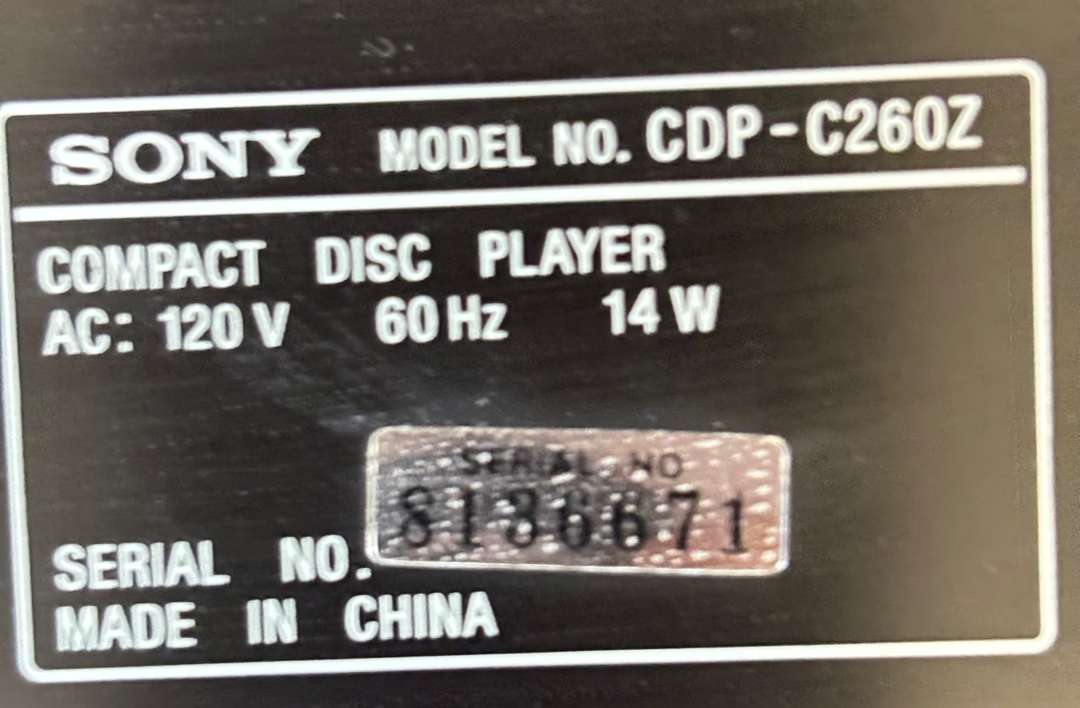 SONY MODEL NO. CDP-C260Z
COMPACT DISC PLAYER
AC: 120 V 60 Hz 14 W
SERIAL NO
8136671
SERIAL NO.
MADE IN CHINA